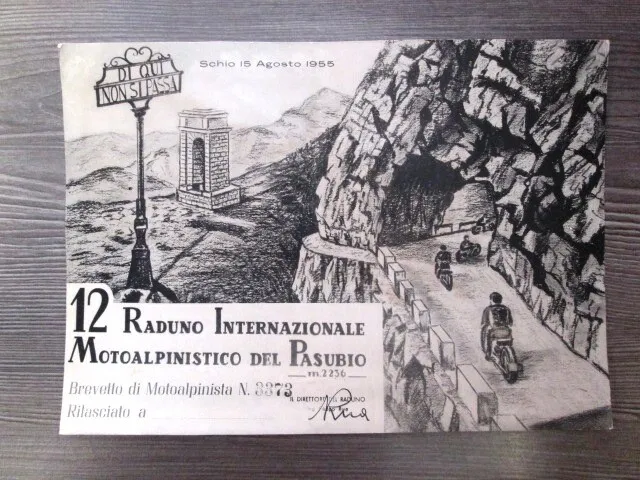 Schio 15 Agosto 1955
DI QUI
NON SI PASSA
12 RADUNO INTERNAZIONALE
MOTOALPINISTICO DEL PASUBIO
m. 2236
Brevetto di Motoalpinista N. 3373
IL DIRETTORE DEL RADUNO
Rilasciato a